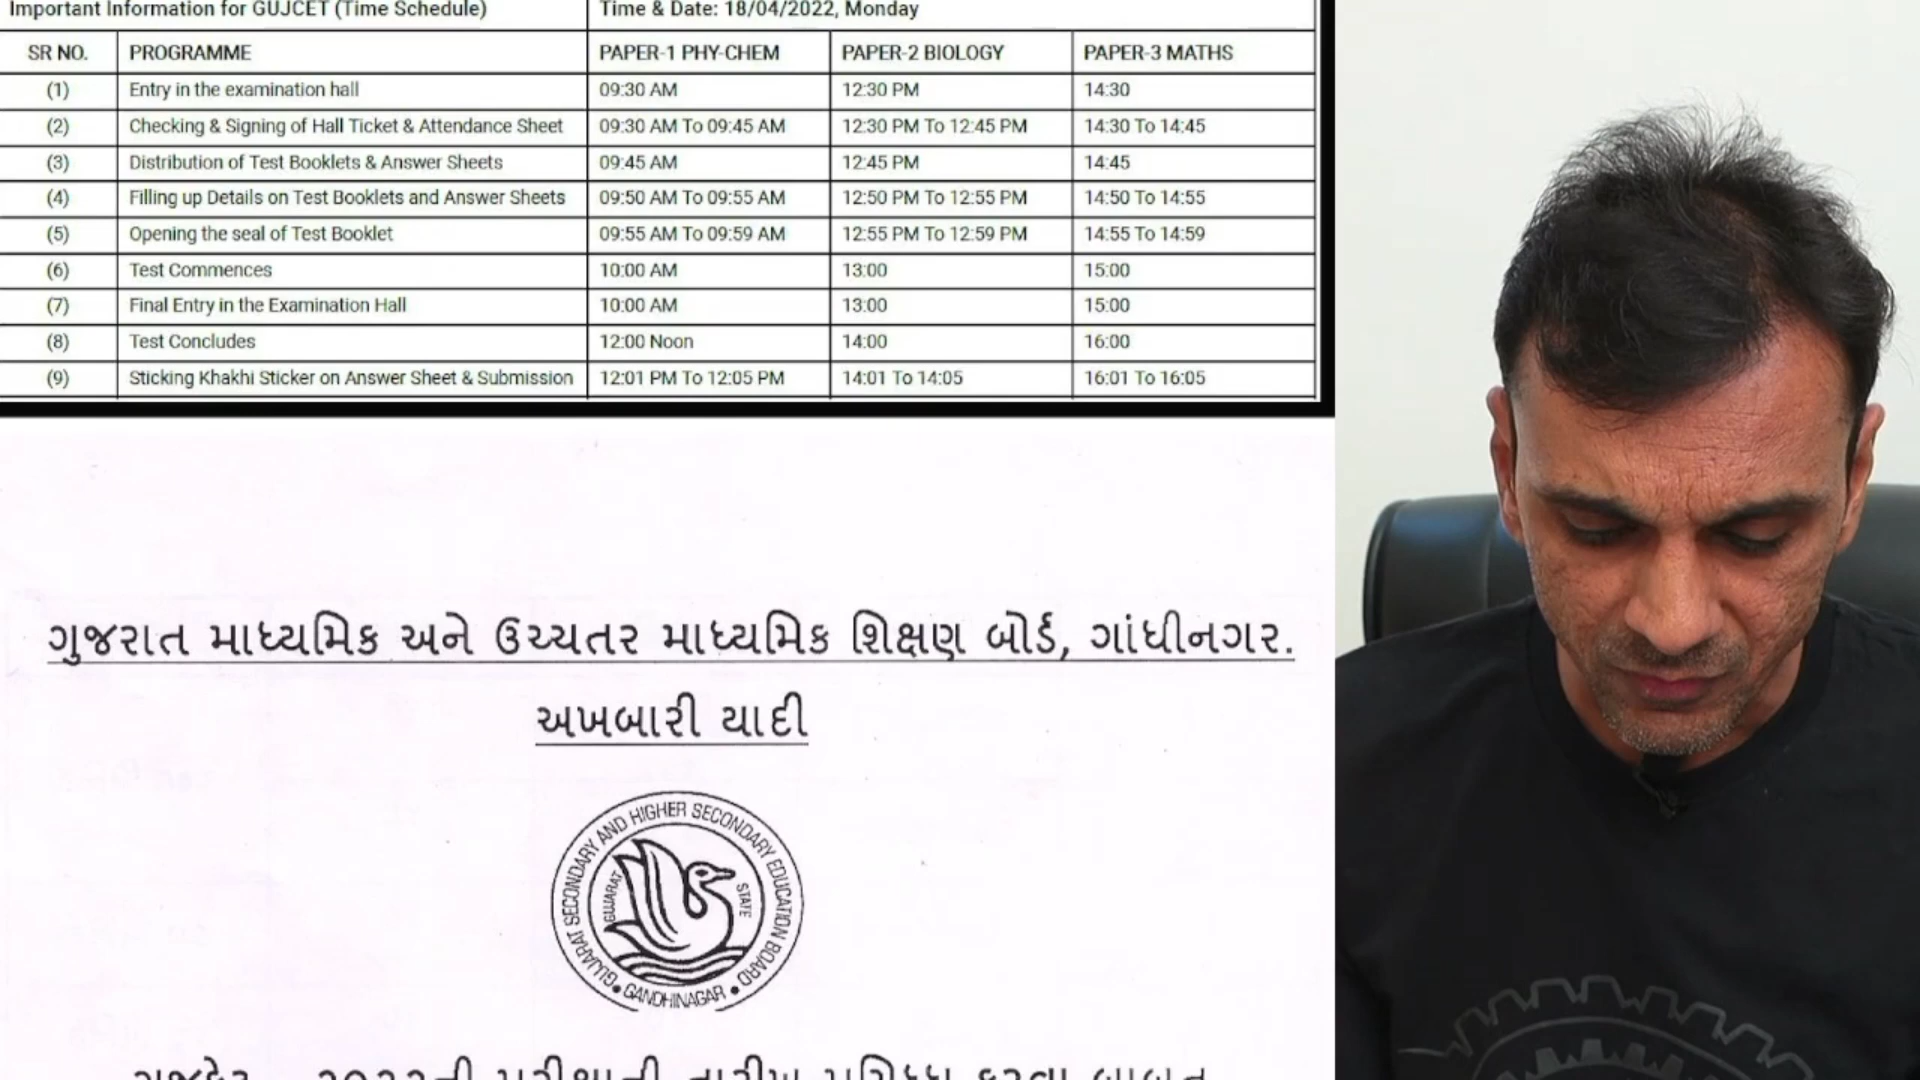 Important Information for GUJCET (Time Schedule) Time & Date: 18/04/2022, Monday
SR NO. PROGRAMME PAPER-1 PHY-CHEM PAPER-2 BIOLOGY PAPER-3 MATHS
(1) Entry in the examination hall 09:30 AM 12:30 PM 14:30
(2) Checking & Signing of Hall Ticket & Attendance Sheet 09:30 AM To 09:45 AM 12:30 PM To 12:45 PM 14:30 To 14:45
(3) Distribution of Test Booklets & Answer Sheets 09:45 AM 12:45 PM 14:45
(4) Filling up Details on Test Booklets and Answer Sheets 09:50 AM To 09:55 AM 12:50 PM To 12:55 PM 14:50 To 14:55
(5) Opening the seal of Test Booklet 09:55 AM To 09:59 AM 12:55 PM To 12:59 PM 14:55 To 14:59
(6) Test Commences 10:00 AM 13:00 15:00
(7) Final Entry in the Examination Hall 10:00 AM 13:00 15:00
(8) Test Concludes 12:00 Noon 14:00 16:00
(9) Sticking Khakhi Sticker on Answer Sheet & Submission 12:01 PM To 12:05 PM 14:01 To 14:05 16:01 To 16:05
ગુજરાત માધ્યમિક અને ઉચ્ચતર માધ્યમિક શિક્ષણ બોર્ડ, ગાંધીનગર.
અખબારી યાદી
GUJARAT SECONDARY AND HIGHER SECONDARY EDUCATION BOARD
GUJARAT STATE
• GANDHINAGAR •